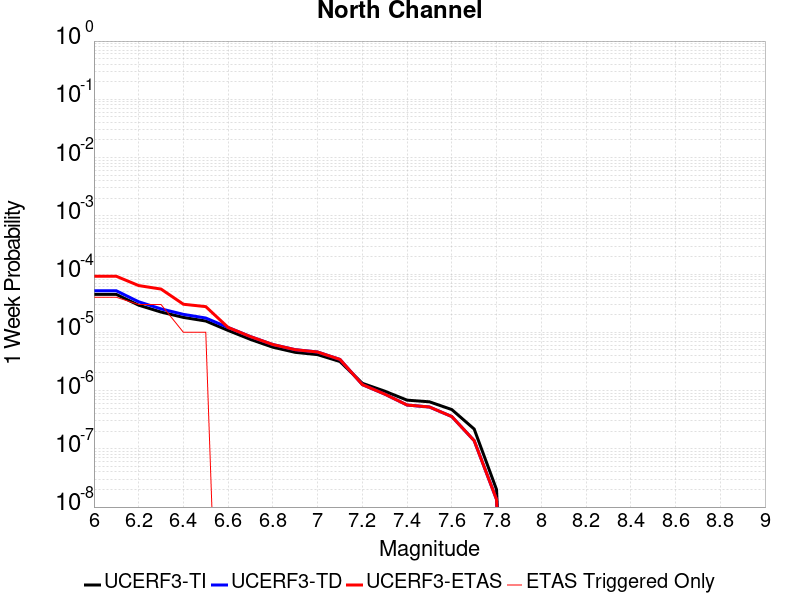 North Channel
10 0
10 -1
10 -2
10 -3
10 -4
10 -5
10 -6
10 -7
10 -8
1 Week Probability
6 6.2 6.4 6.6 6.8 7 7.2 7.4 7.6 7.8 8 8.2 8.4 8.6 8.8 9
Magnitude
UCERF3-TI UCERF3-TD UCERF3-ETAS ETAS Triggered Only